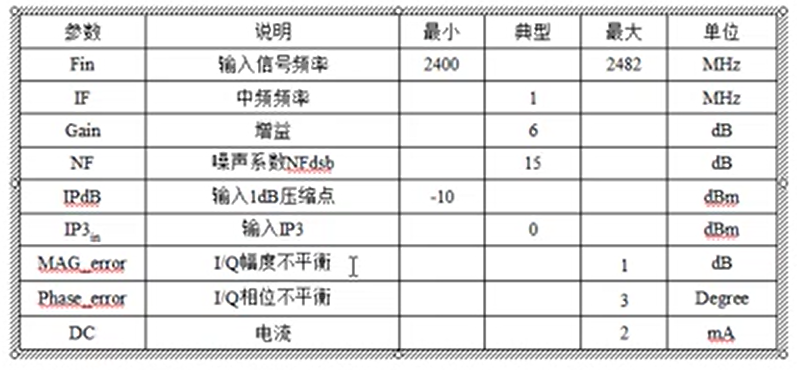 参数 说明 最小 典型 最大 单位
Fin 输入信号频率 2400 2482 MHz
IF 中频频率 1 MHz
Gain 增益 6 dB
NF 噪声系数NFdsb 15 dB
IPdB 输入1dB压缩点 -10 dBm
IP3in 输入IP3 0 dBm
MAG_error I/Q幅度不平衡 1 dB
Phase_error I/Q相位不平衡 3 Degree
DC 电流 2 mA